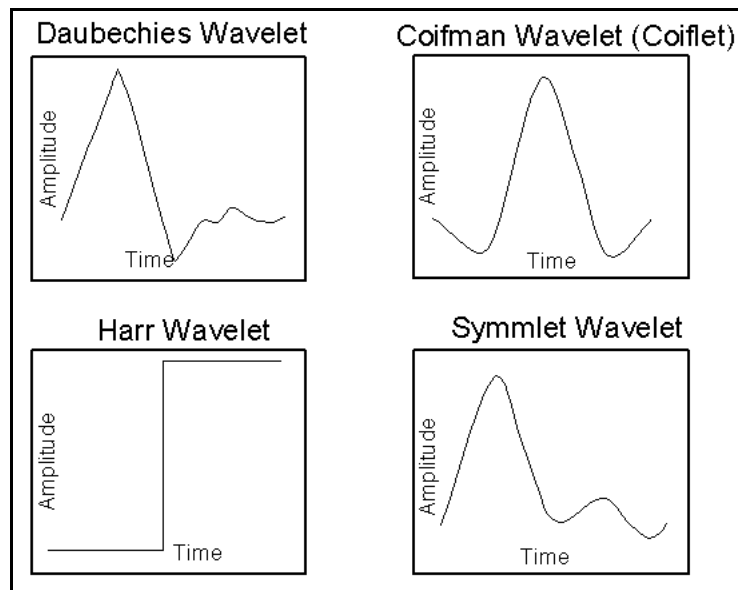 Daubechies Wavelet
Amplitude
Time
Coifman Wavelet (Coiflet)
Amplitude
Time
Harr Wavelet
Amplitude
Time
Symmlet Wavelet
Amplitude
Time